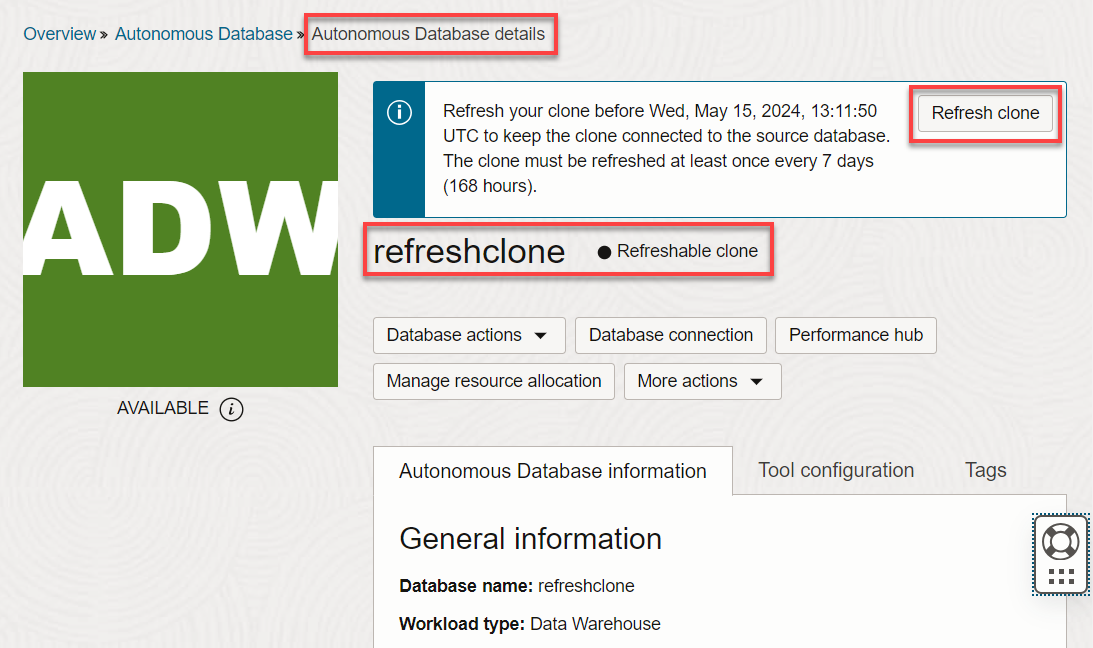 Overview » Autonomous Database » Autonomous Database details
ADW
AVAILABLE
Refresh your clone before Wed, May 15, 2024, 13:11:50
UTC to keep the clone connected to the source database.
The clone must be refreshed at least once every 7 days
(168 hours).
Refresh clone
refreshclone ● Refreshable clone
Database actions Database connection Performance hub
Manage resource allocation More actions
Autonomous Database information Tool configuration Tags
General information
Database name: refreshclone
Workload type: Data Warehouse